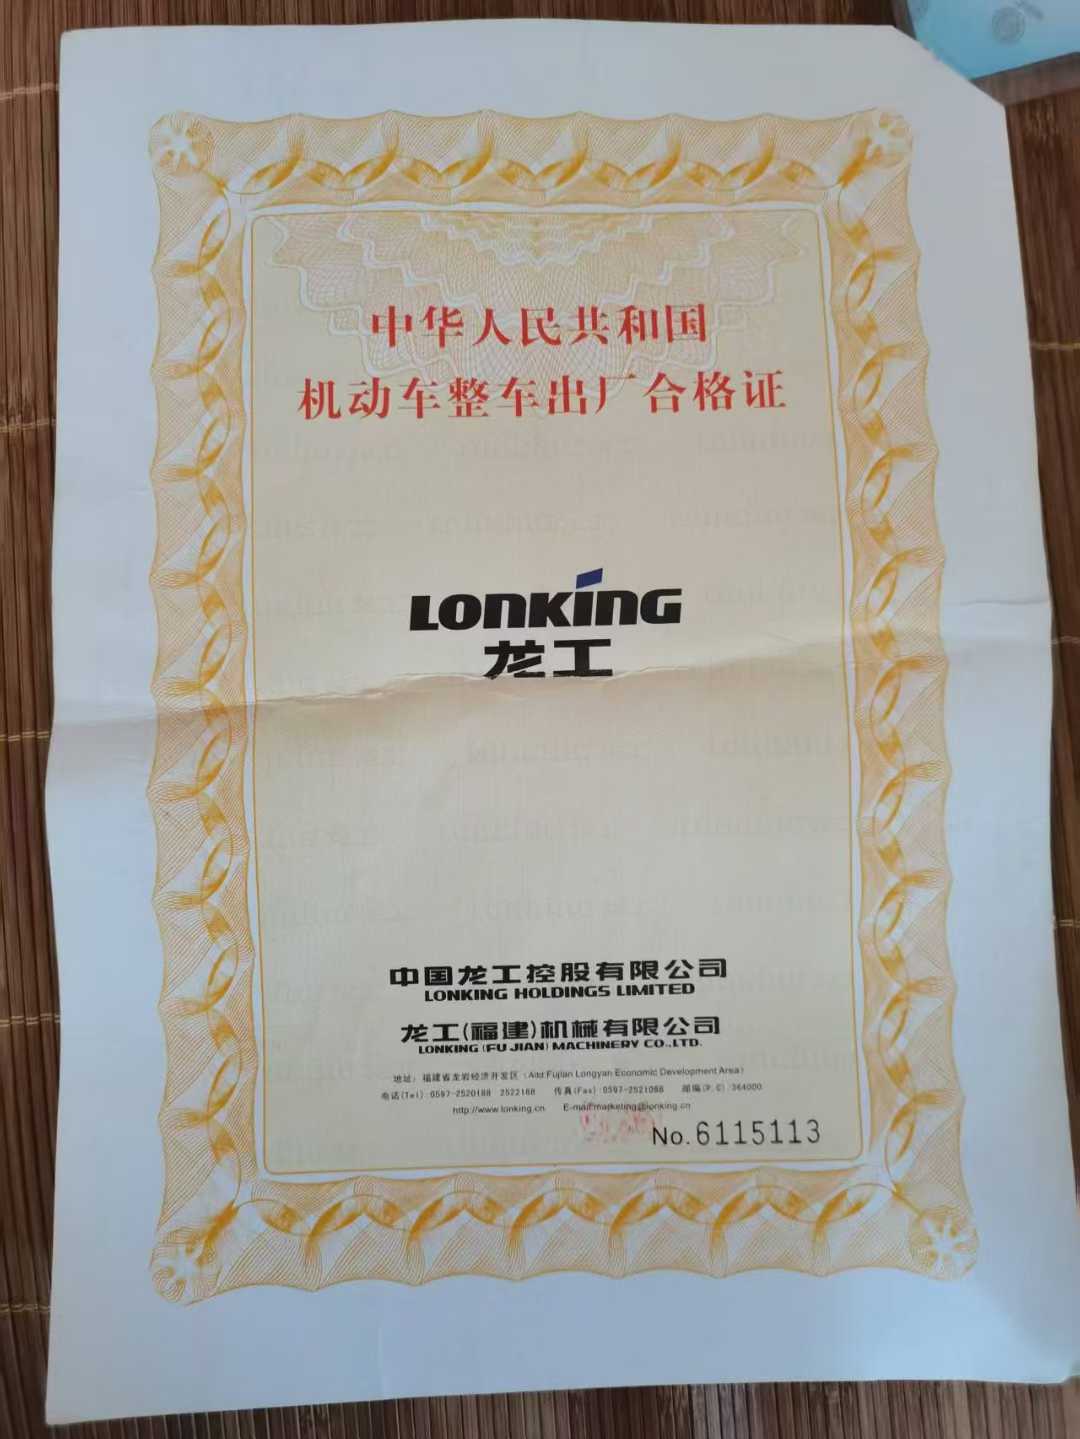 中华人民共和国
机动车整车出厂合格证
LONKING
龙工
中国龙工控股有限公司
LONKING HOLDINGS LIMITED
龙工(福建)机械有限公司
LONKING (FUJIAN) MACHINERY CO.,LTD.
地址: 福建省龙岩经济开发区 (Add:Fujian Longyan Economic Development Area)
电话(Tel):0597-2520188 2522168 传真(Fax):0597-2521088 邮编(P.C):364000
http://www.lonking.cn E-mail:marketing@lonking.cn
No.6115113